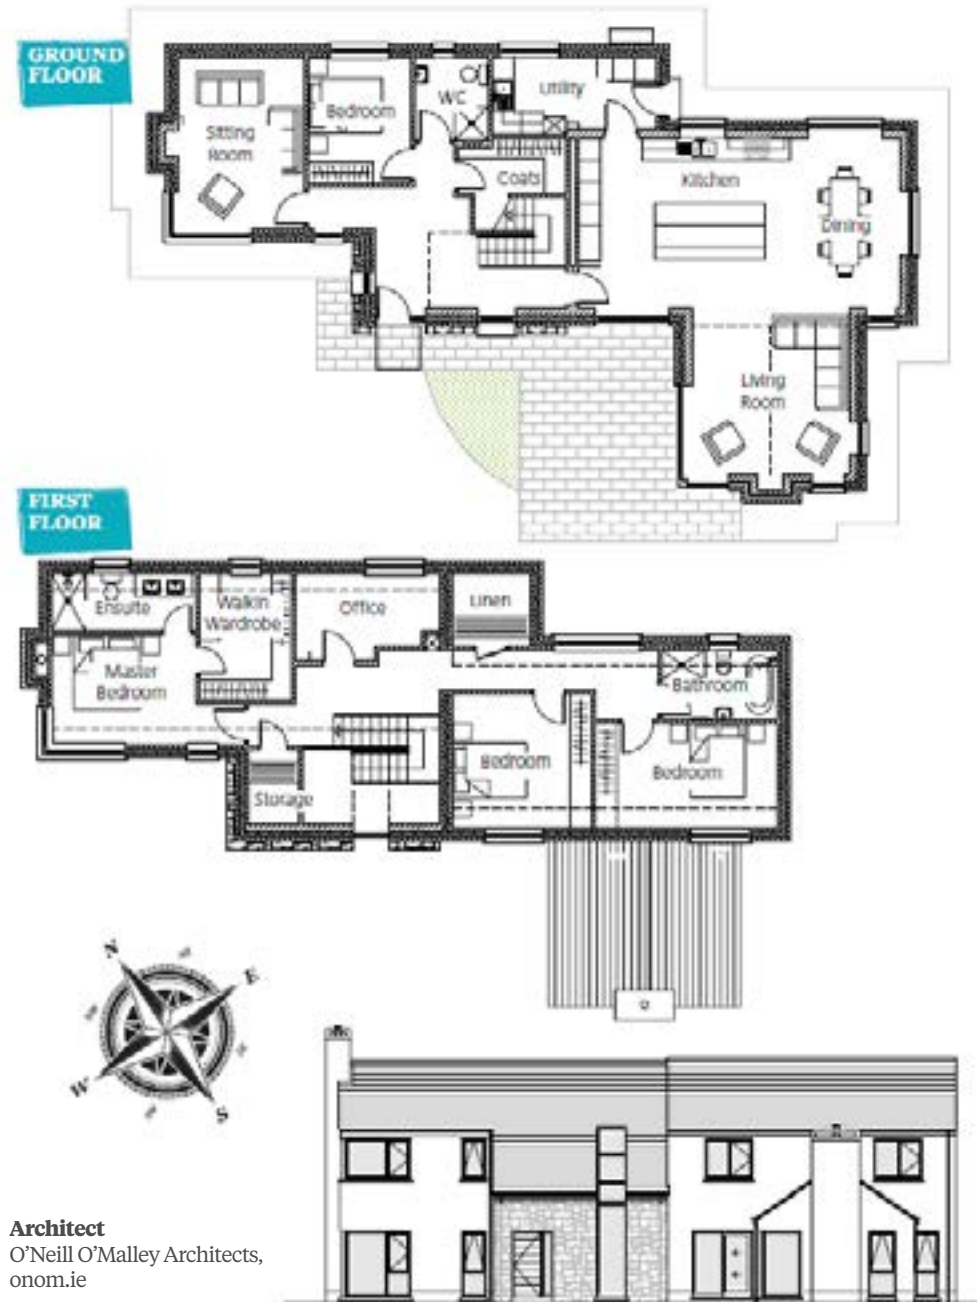 GROUND
FLOOR
Sitting
Room
Bedroom
WC
Utility
Coats
Kitchen
Dining
Living
Room
FIRST
FLOOR
Ensuite
Walkin
Wardrobe
Office
Linen
Master
Bedroom
Bathroom
Bedroom
Bedroom
Storage
N
E
W
S
Architect
O’Neill O’Malley Architects,
onom.ie